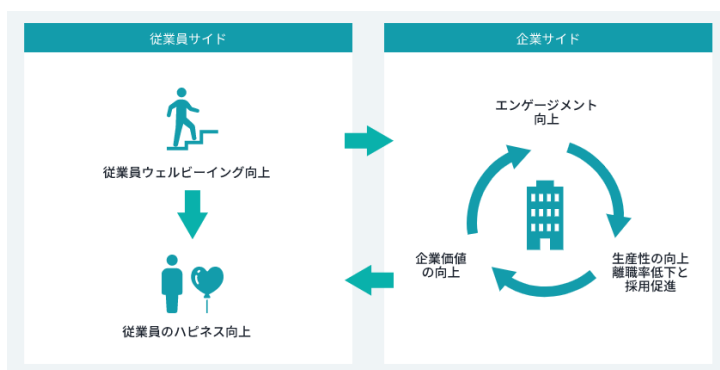 従業員サイド
従業員ウェルビーイング向上
従業員のハピネス向上
企業サイド
エンゲージメント
向上
生産性の向上
離職率低下と
採用促進
企業価値
の向上